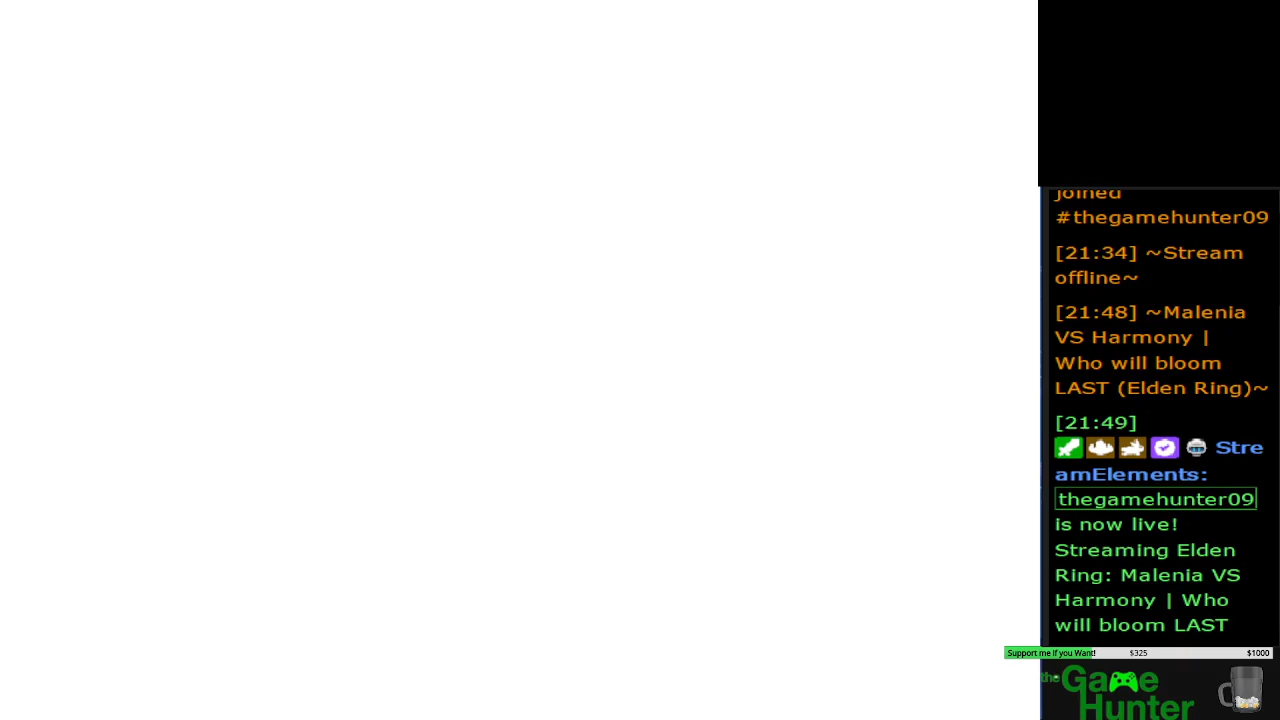 joined
#thegamehunter09
[21:34] ~Stream
offline~
[21:48] ~Malenia
VS Harmony |
Who will bloom
LAST (Elden Ring)~
[21:49]
Stre
amElements:
thegamehunter09
is now live!
Streaming Elden
Ring: Malenia VS
Harmony | Who
will bloom LAST
Support me if you Want! $325 $1000
the Game
Hunter